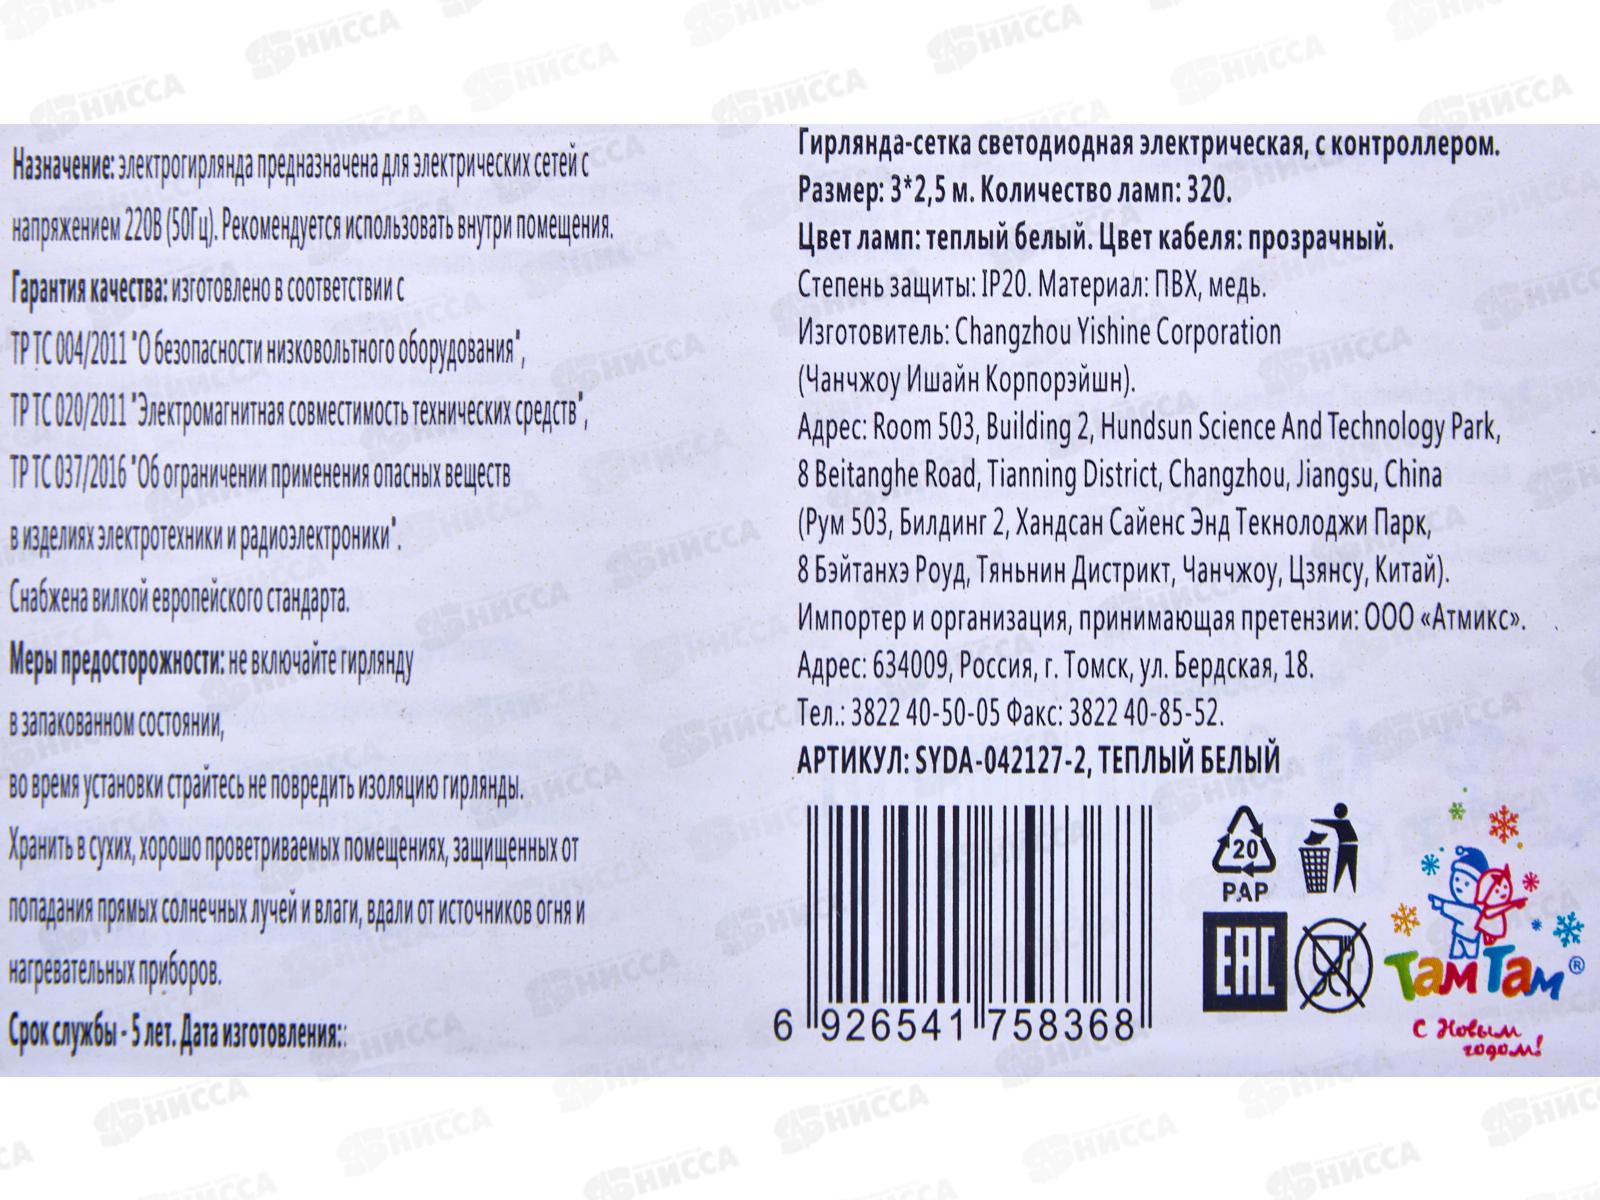 Назначение: электрогирлянда предназначена для электрических сетей с
напряжением 220В (50Гц). Рекомендуется использовать внутри помещения.
Гарантия качества: изготовлено в соответствии с
ТР ТС 004/2011 "О безопасности низковольтного оборудования",
ТР ТС 020/2011 "Электромагнитная совместимость технических средств",
ТР ТС 037/2016 "Об ограничении применения опасных веществ
в изделиях электротехники и радиоэлектроники".
Снабжена вилкой европейского стандарта.
Меры предосторожности: не включайте гирлянду
в запакованном состоянии,
во время установки страйтесь не повредить изоляцию гирлянды.
Хранить в сухих, хорошо проветриваемых помещениях, защищенных от
попадания прямых солнечных лучей и влаги, вдали от источников огня и
нагревательных приборов.
Срок службы - 5 лет. Дата изготовления::
Гирлянда-сетка светодиодная электрическая, с контроллером.
Размер: 3*2,5 м. Количество ламп: 320.
Цвет ламп: теплый белый. Цвет кабеля: прозрачный.
Степень защиты: IP20. Материал: ПВХ, медь.
Изготовитель: Changzhou Yishine Corporation
(Чанчжоу Ишайн Корпорэйшн).
Адрес: Room 503, Building 2, Hundsun Science And Technology Park,
8 Beitanghe Road, Tianning District, Changzhou, Jiangsu, China
(Рум 503, Билдинг 2, Хандсан Сайенс Энд Текнолоджи Парк,
8 Бэйтанхэ Роуд, Тяньнин Дистрикт, Чанчжоу, Цзянсу, Китай).
Импортер и организация, принимающая претензии: ООО «Атмикс».
Адрес: 634009, Россия, г. Томск, ул. Бердская, 18.
Тел.: 3822 40-50-05 Факс: 3822 40-85-52.
АРТИКУЛ: SYDA-042127-2, ТЕПЛЫЙ БЕЛЫЙ
6 926541 758368
20
PAP
EAC
ТамТам®
С Новым
годом!
НИССА